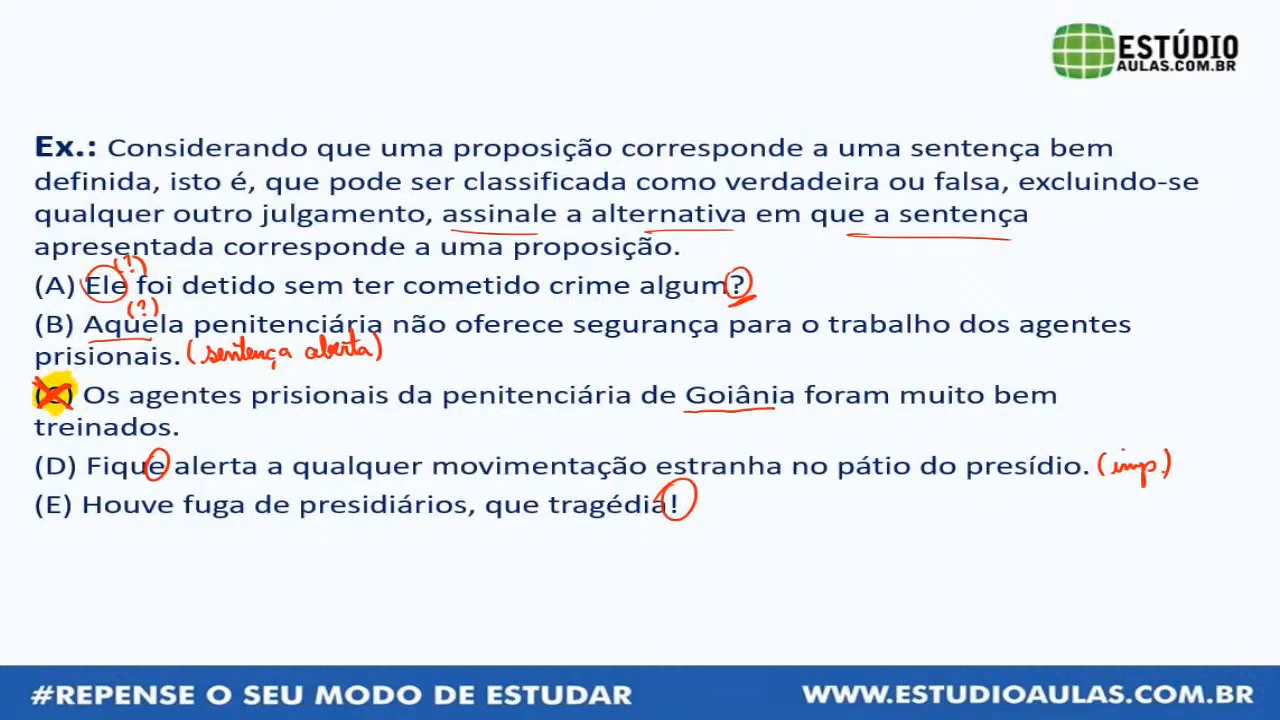 ESTÚDIO
AULAS.COM.BR
Ex.: Considerando que uma proposição corresponde a uma sentença bem
definida, isto é, que pode ser classificada como verdadeira ou falsa, excluindo-se
qualquer outro julgamento, assinale a alternativa em que a sentença
apresentada corresponde a uma proposição.
(?)
(A) Ele foi detido sem ter cometido crime algum?
(?)
(B) Aquela penitenciária não oferece segurança para o trabalho dos agentes
prisionais. (sentença aberta)
(C) Os agentes prisionais da penitenciária de Goiânia foram muito bem
treinados.
(D) Fique alerta a qualquer movimentação estranha no pátio do presídio. (imp.)
(E) Houve fuga de presidiários, que tragédia!
#REPENSE O SEU MODO DE ESTUDAR WWW.ESTUDIOAULAS.COM.BR